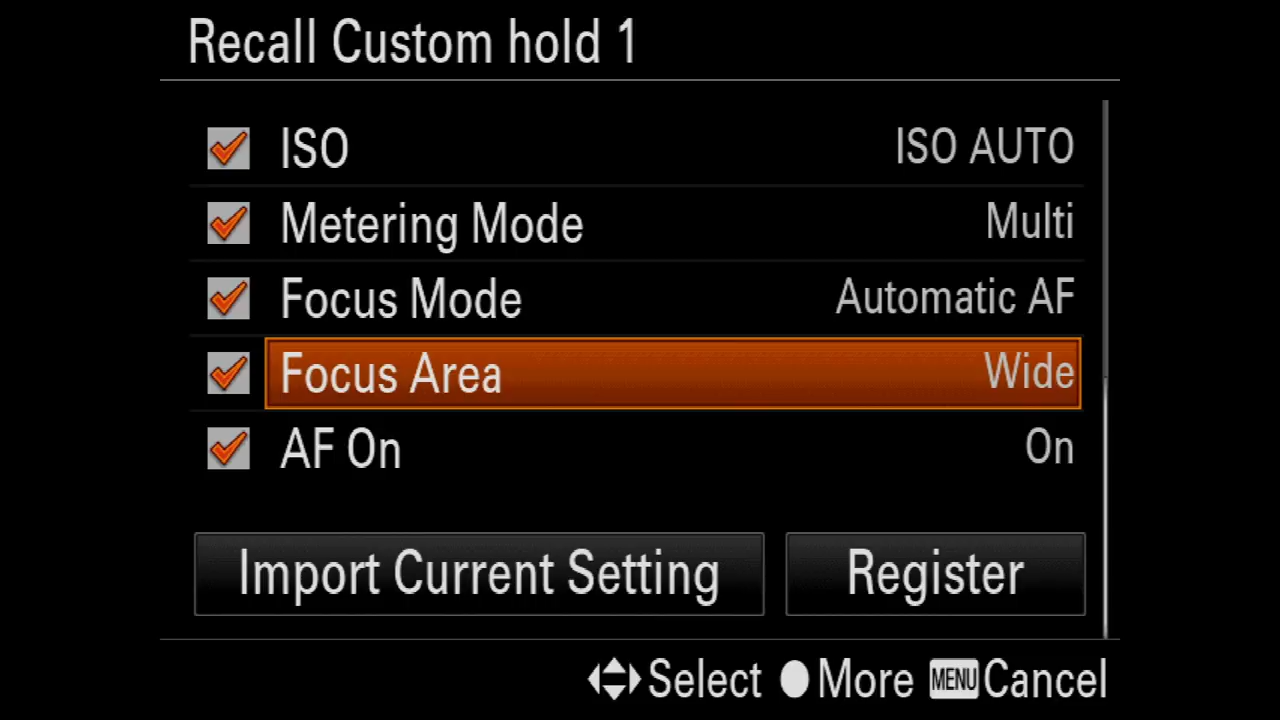 Recall Custom hold 1
ISO ISO AUTO
Metering Mode Multi
Focus Mode Automatic AF
Focus Area Wide
AF On On
Import Current Setting Register
Select More MENU Cancel